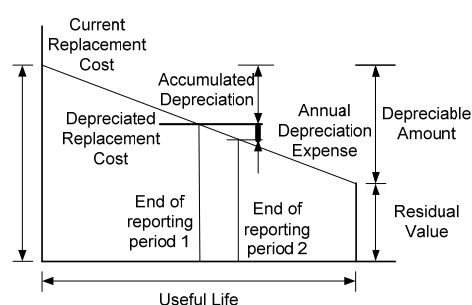 Current
Replacement
Cost
Accumulated
Depreciation
Depreciated
Replacement
Cost
Annual
Depreciation
Expense
Depreciable
Amount
End of
reporting
period 1
End of
reporting
period 2
Residual
Value
Useful Life